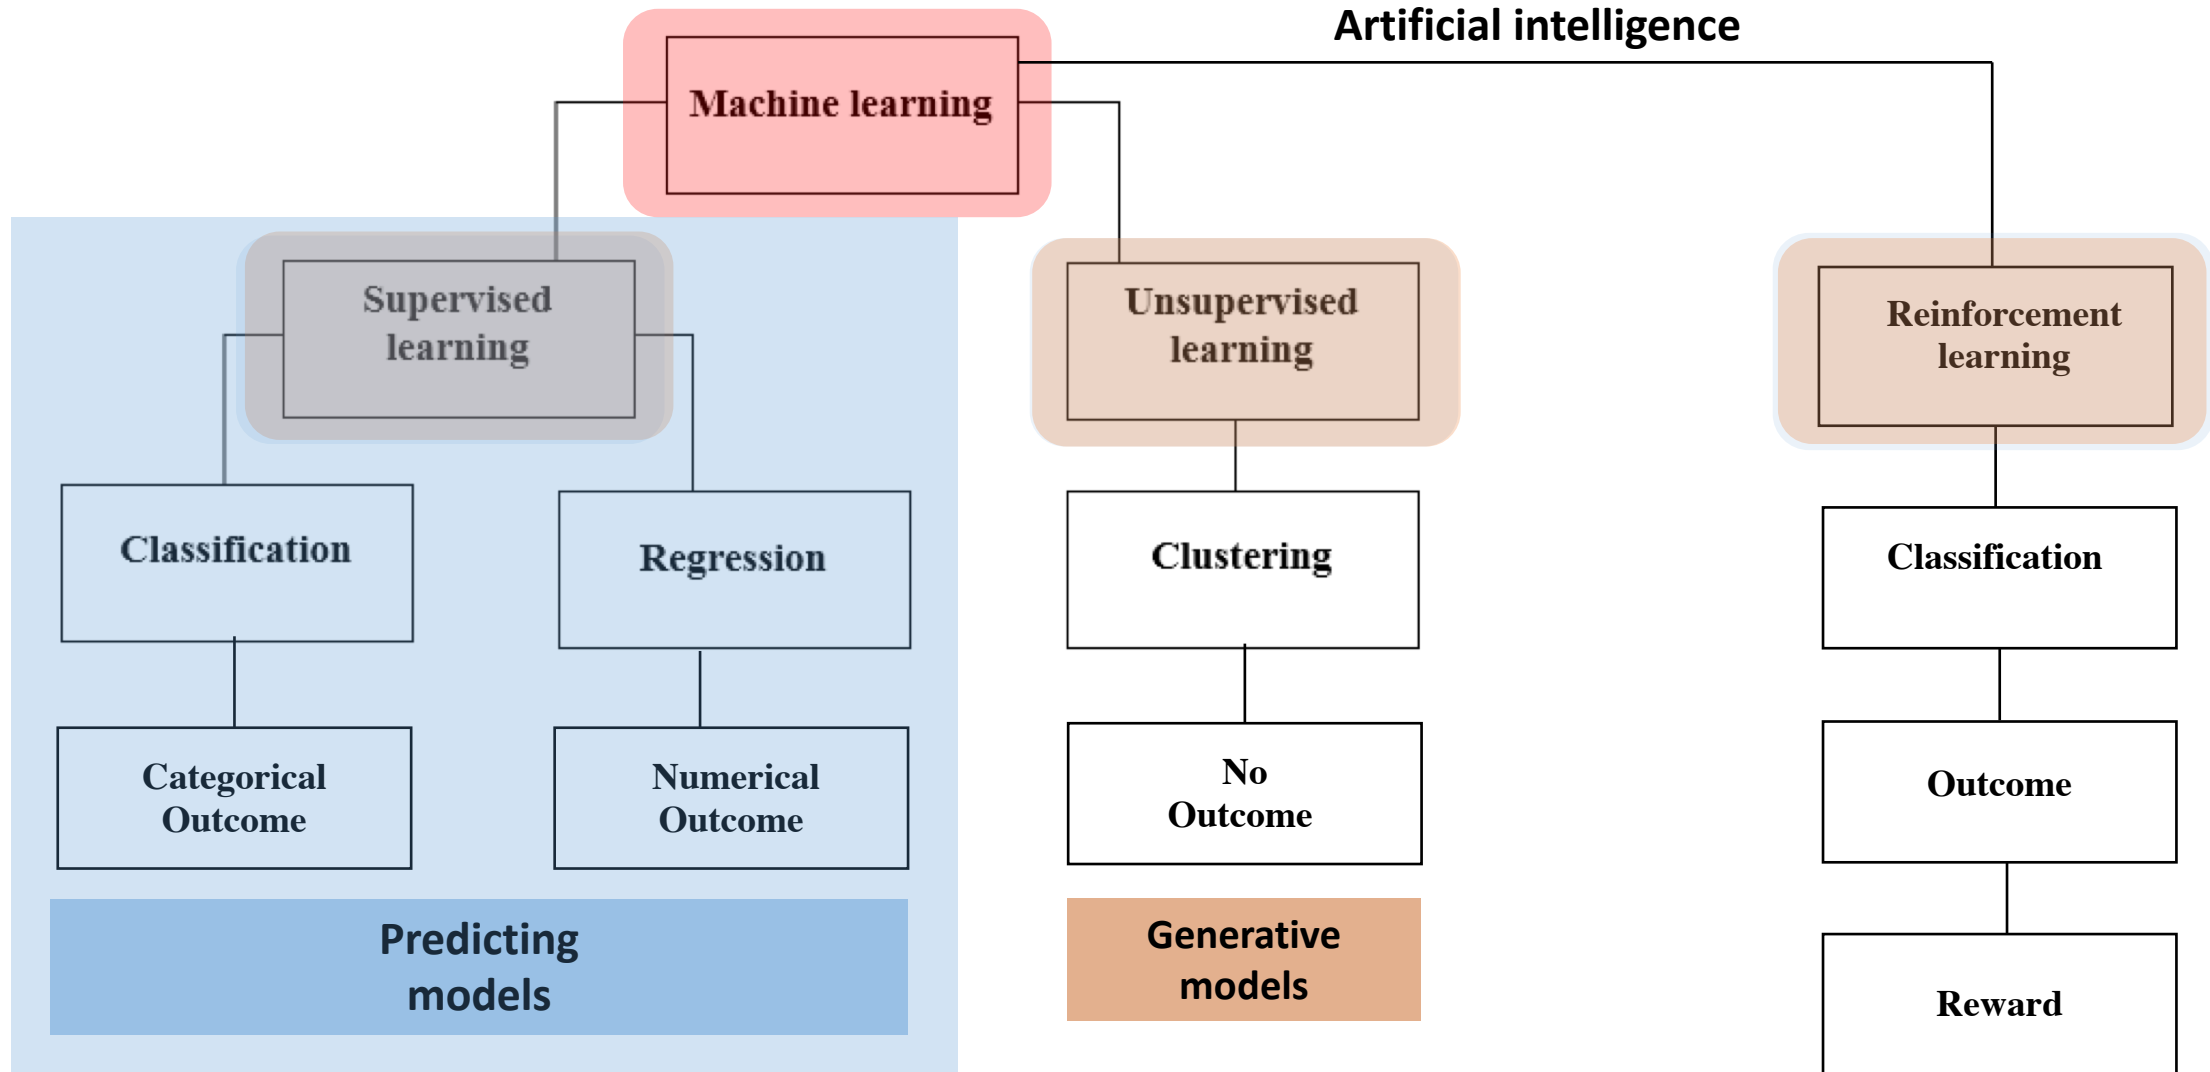 Artificial intelligence
Machine learning
Supervised
learning
Unsupervised
learning
Reinforcement
learning
Classification
Regression
Clustering
Classification
Categorical
Outcome
Numerical
Outcome
No
Outcome
Outcome
Predicting
models
Generative
models
Reward